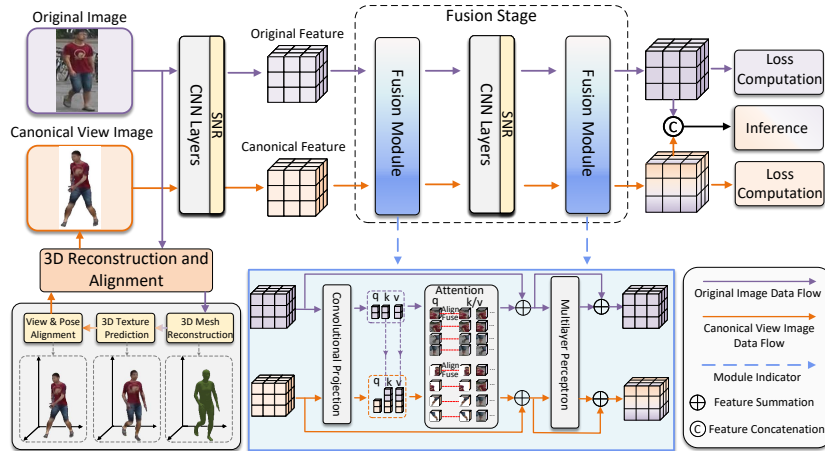 Original Image
Canonical View Image
3D Reconstruction and
Alignment
View & Pose
Alignment
3D Texture
Prediction
3D Mesh
Reconstruction
CNN Layers
SNR
Original Feature
Canonical Feature
Fusion Stage
Fusion Module
CNN Layers
SNR
Fusion Module
C
Loss
Computation
Inference
Loss
Computation
Convolutional Projection
q k v
q k v
Attention
q k/v
Align
Fuse
...
...
...
...
Align
Fuse
...
...
...
...
Multilayer Perceptron
Original Image Data Flow
Canonical View Image
Data Flow
Module Indicator
Feature Summation
C Feature Concatenation